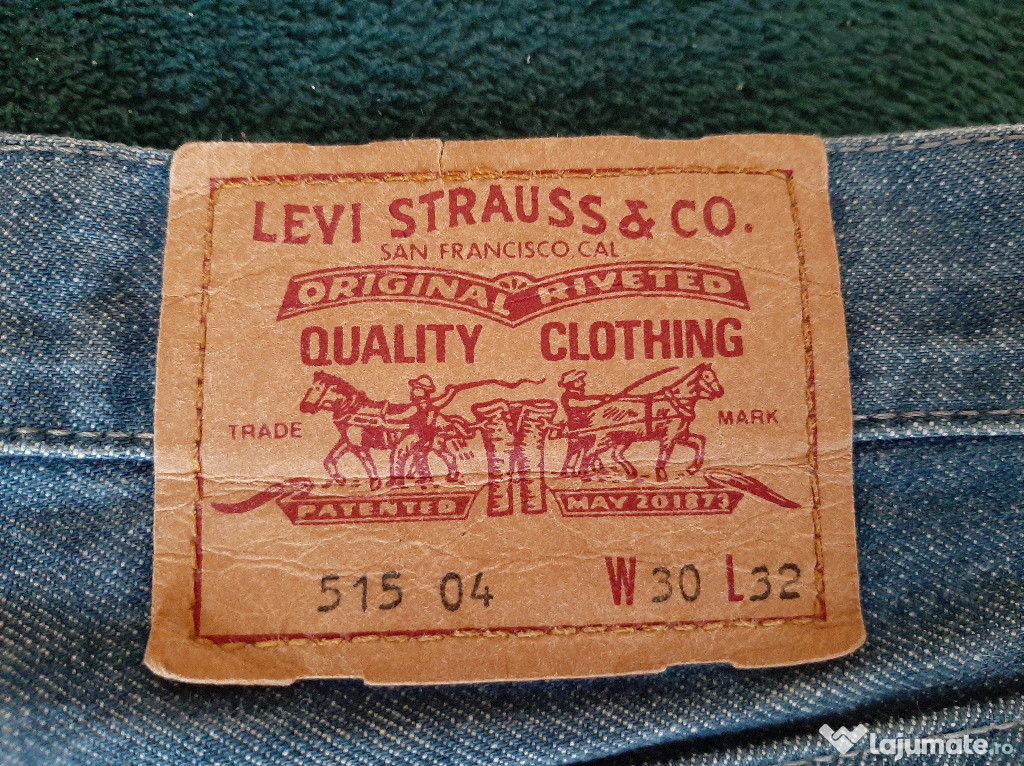 LEVI STRAUSS & CO.
SAN FRANCISCO, CAL
ORIGINAL RIVETED
QUALITY CLOTHING
TRADE MARK
PATENTED MAY 20 1873
515 04 W 30 L 32
Lajumate.ro